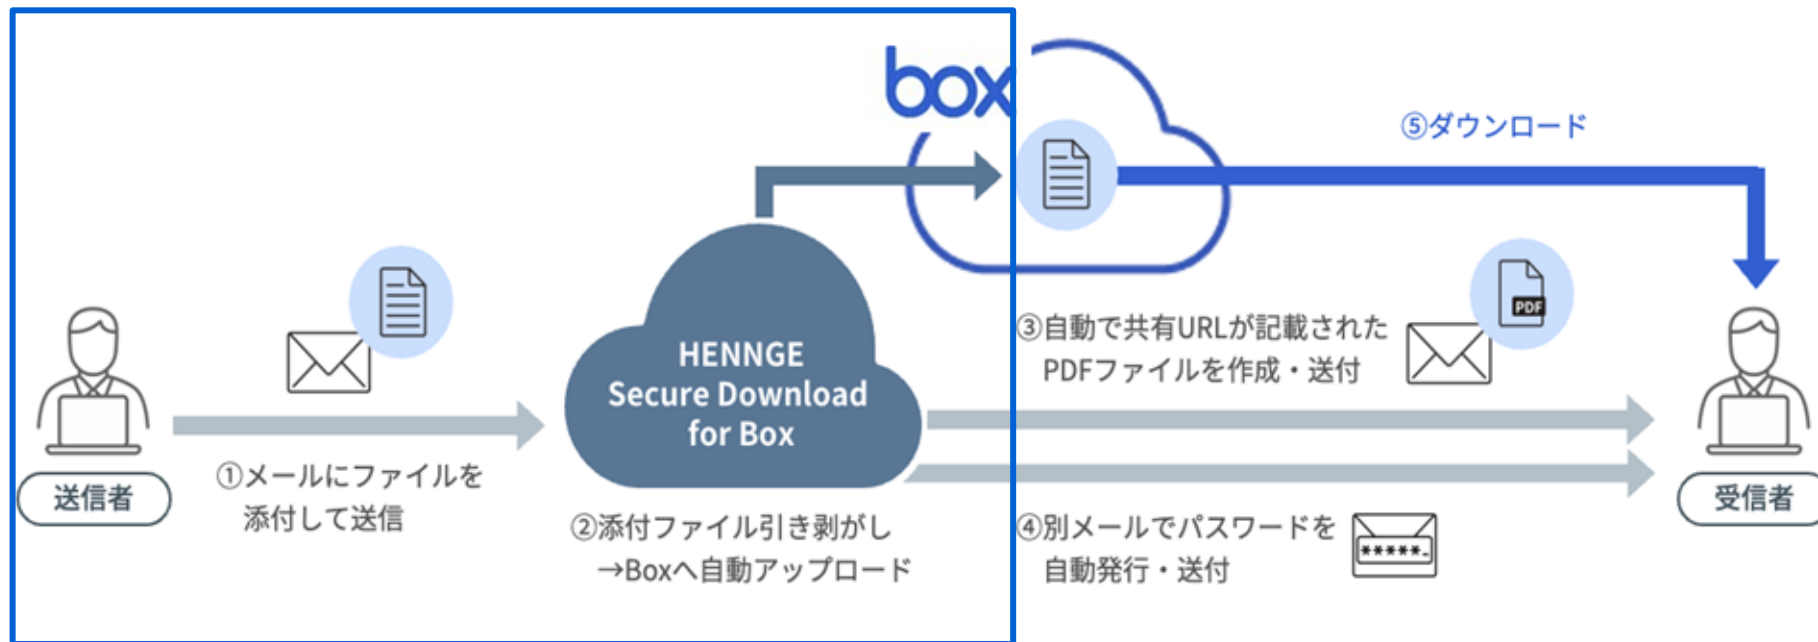 box
⑤ダウンロード
PDF
③自動で共有URLが記載された
PDFファイルを作成・送付
HENNGE
Secure Download
for Box
①メールにファイルを
添付して送信
送信者
受信者
②添付ファイル引き剥がし
→Boxへ自動アップロード
④別メールでパスワードを
自動発行・送付
*****_